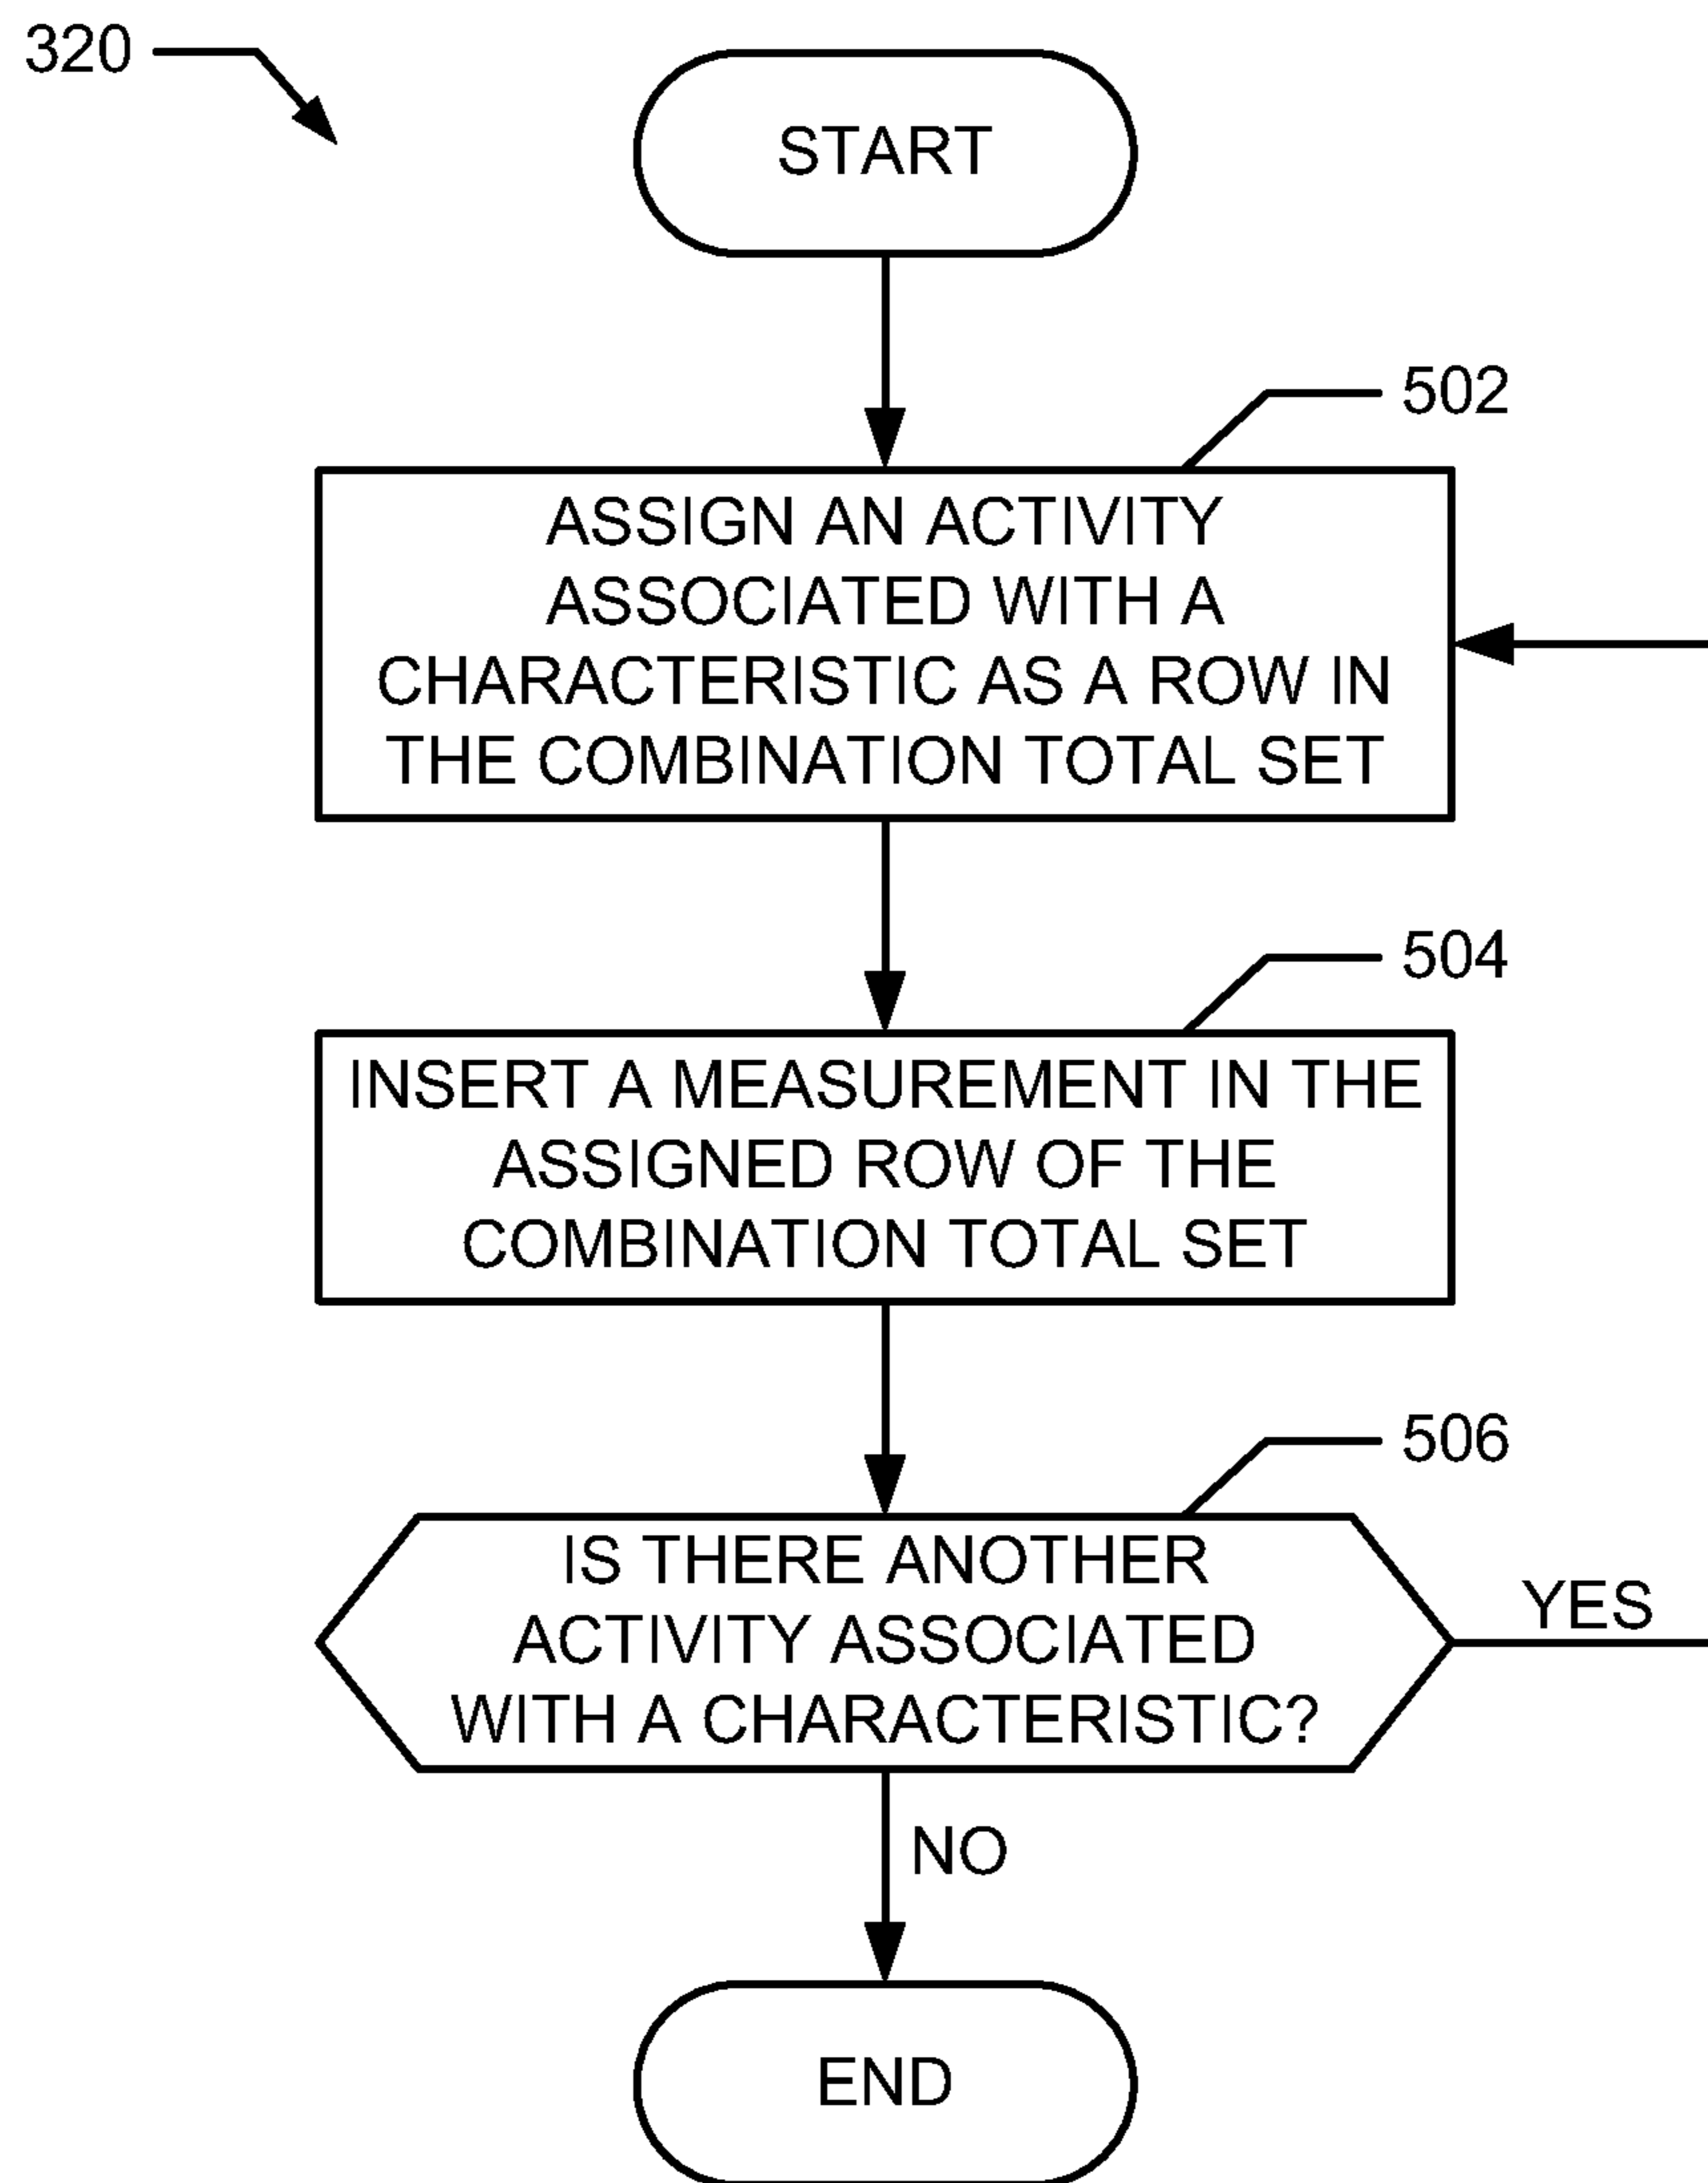 320
START
502
ASSIGN AN ACTIVITY
ASSOCIATED WITH A
CHARACTERISTIC AS A ROW IN
THE COMBINATION TOTAL SET
504
INSERT A MEASUREMENT IN THE
ASSIGNED ROW OF THE
COMBINATION TOTAL SET
506
IS THERE ANOTHER
ACTIVITY ASSOCIATED
WITH A CHARACTERISTIC?
YES
NO
END